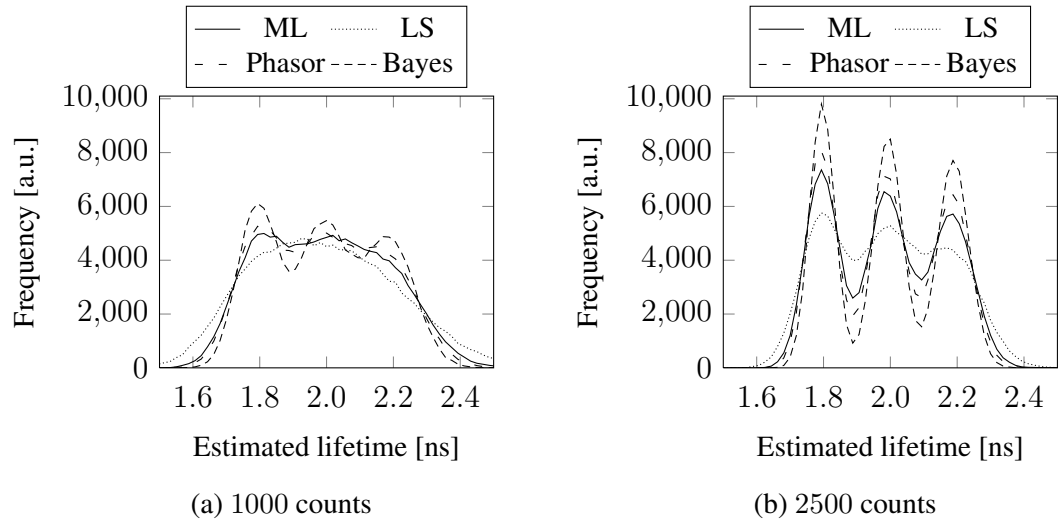 ML LS
Phasor Bayes
10,000
8,000
6,000
4,000
2,000
0
1.6 1.8 2.0 2.2 2.4
Frequency [a.u.]
Estimated lifetime [ns]
(a) 1000 counts
ML LS
Phasor Bayes
10,000
8,000
6,000
4,000
2,000
0
1.6 1.8 2.0 2.2 2.4
Frequency [a.u.]
Estimated lifetime [ns]
(b) 2500 counts